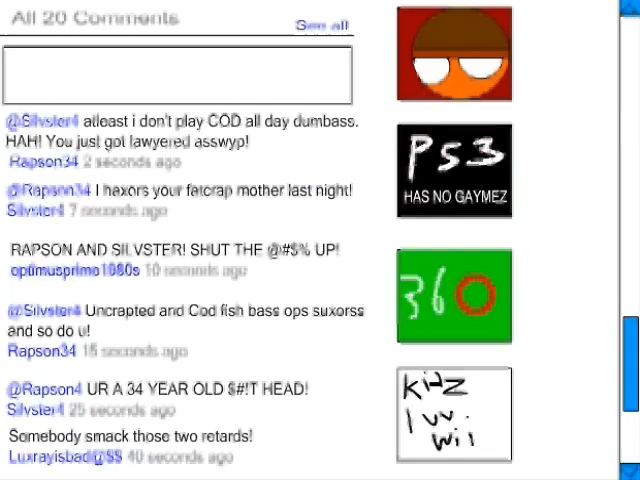 All 20 Comments
See all
@Silvster4 atleast i don't play COD all day dumbass.
HAH! You just got lawyered asswyp!
Rapson34 2 seconds ago
@Rapson34 I haxors your fatcrap mother last night!
Silvster4 7 seconds ago
RAPSON AND SILVSTER! SHUT THE @#$% UP!
optimusprime1980s 10 seconds ago
@Silvster4 Uncrapted and Cod fish bass ops suxorss
and so do u!
Rapson34 15 seconds ago
@Rapson4 UR A 34 YEAR OLD $#!T HEAD!
Silvster4 25 seconds ago
Somebody smack those two retards!
Luxrayisbad@$$ 40 seconds ago
PS3
HAS NO GAYMEZ
360
Kidz
luv
wii